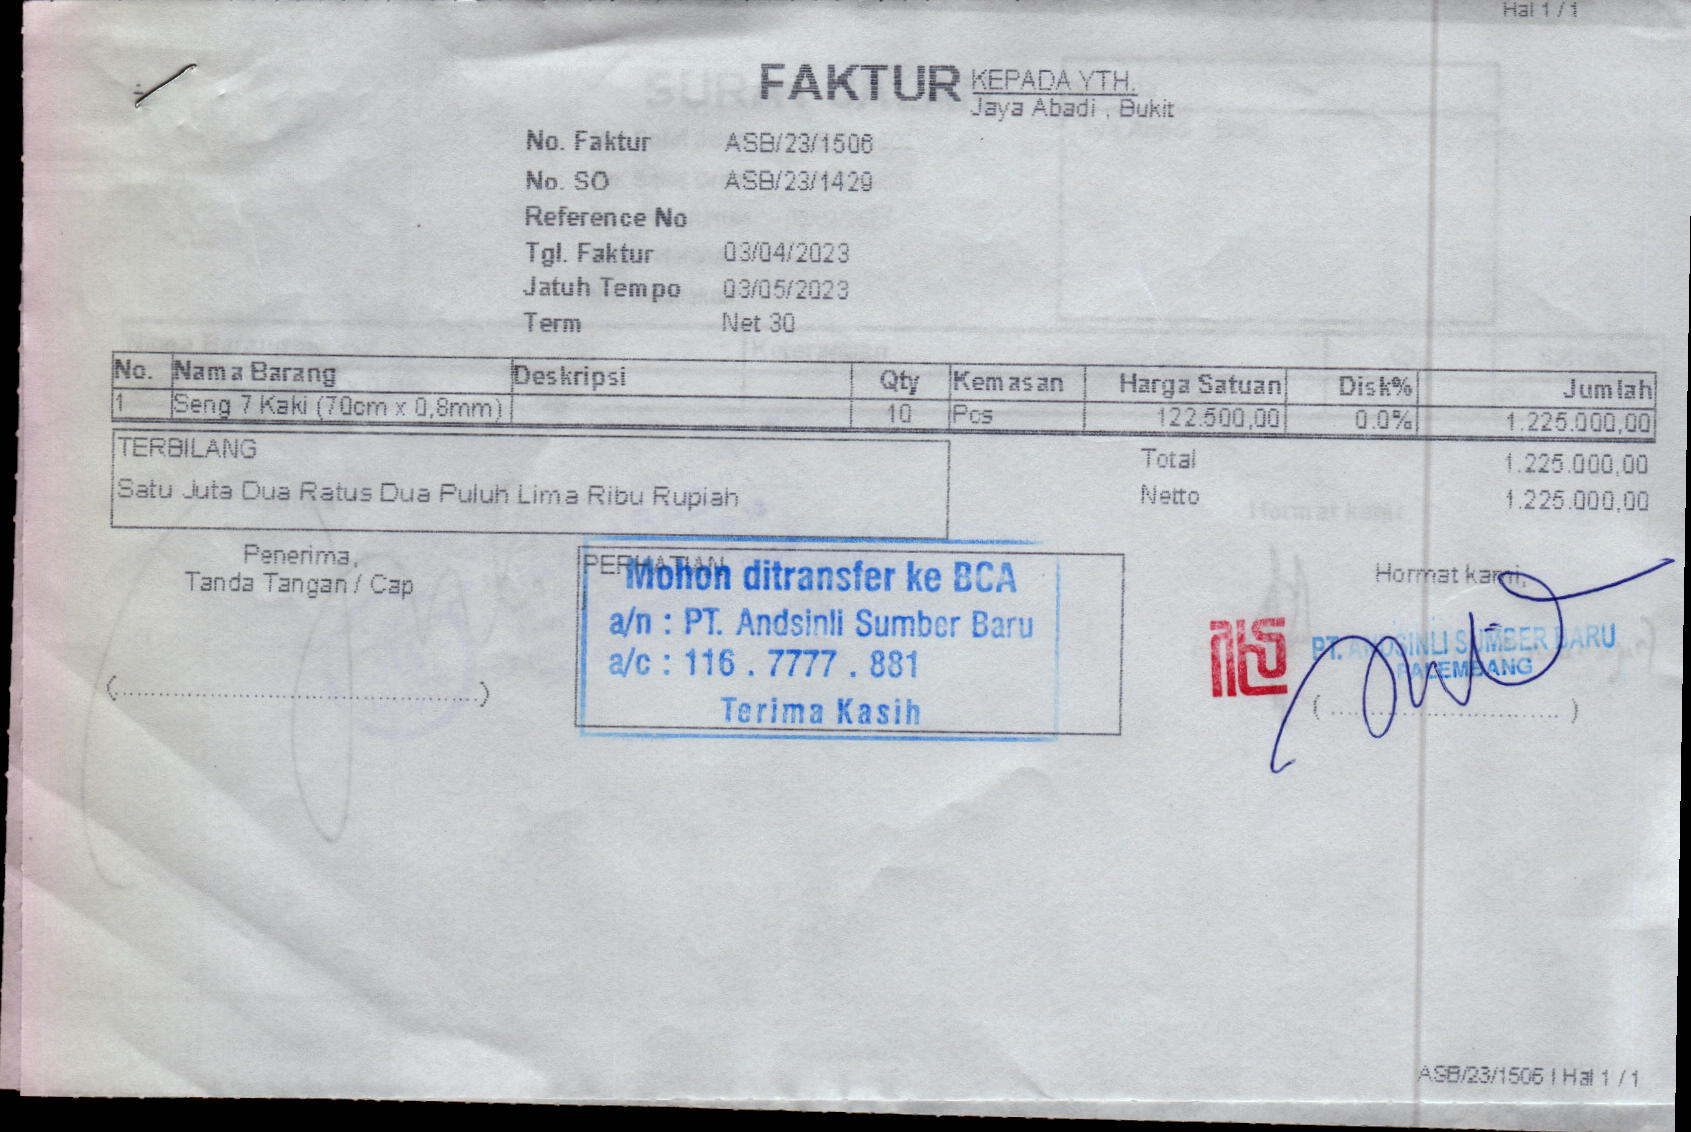 Hal 1 / 1
FAKTUR
KEPADA YTH.
Jaya Abadi , Bukit
No. Faktur ASB/23/1506
No. SO ASB/23/1429
Reference No
Tgl. Faktur 03/04/2023
Jatuh Tempo 03/05/2023
Term Net 30
No. Nama Barang Deskripsi Qty Kemasan Harga Satuan Disk% Jumlah
1 Seng 7 Kaki (70cm x 0,8mm) 10 Pcs 122.500,00 0.0% 1.225.000,00
TERBILANG
Satu Juta Dua Ratus Dua Puluh Lima Ribu Rupiah
Total 1.225.000,00
Netto 1.225.000,00
Penerima,
Tanda Tangan / Cap
(....................................................)
PERHATIAN
Mohon ditransfer ke BCA
a/n : PT. Andsinli Sumber Baru
a/c : 116 . 7777 . 881
Terima Kasih
Hormat kami,
PT. ANDSINLI SUMBER BARU
PALEMBANG
( .................................. )
ASB/23/1506 | Hal 1 / 1